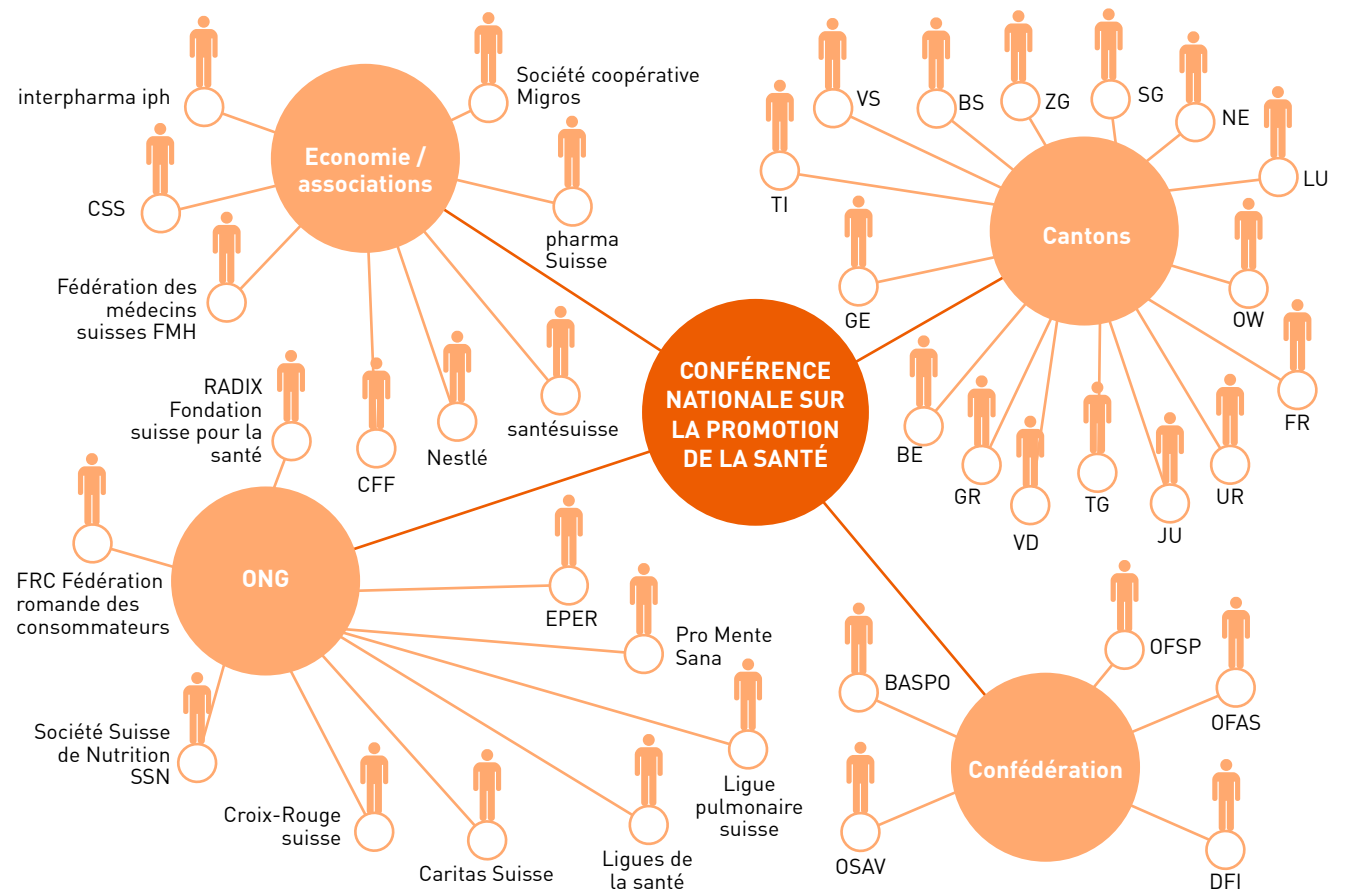 interpharma iph
Société coopérative
Migros
Economie /
associations
CSS
pharma
Suisse
Fédération des
médecins
suisses FMH
santésuisse
Nestlé
CFF
VS
BS
ZG
SG
NE
LU
TI
Cantons
GE
OW
FR
BE
GR
VD
TG
JU
UR
CONFÉRENCE
NATIONALE SUR
LA PROMOTION
DE LA SANTÉ
RADIX
Fondation
suisse pour la
santé
FRC Fédération
romande des
consommateurs
ONG
EPER
Pro Mente
Sana
Société Suisse
de Nutrition
SSN
Croix-Rouge
suisse
Caritas Suisse
Ligues de
la santé
Ligue
pulmonaire
suisse
BASPO
OFSP
OFAS
Confédération
OSAV
DFI